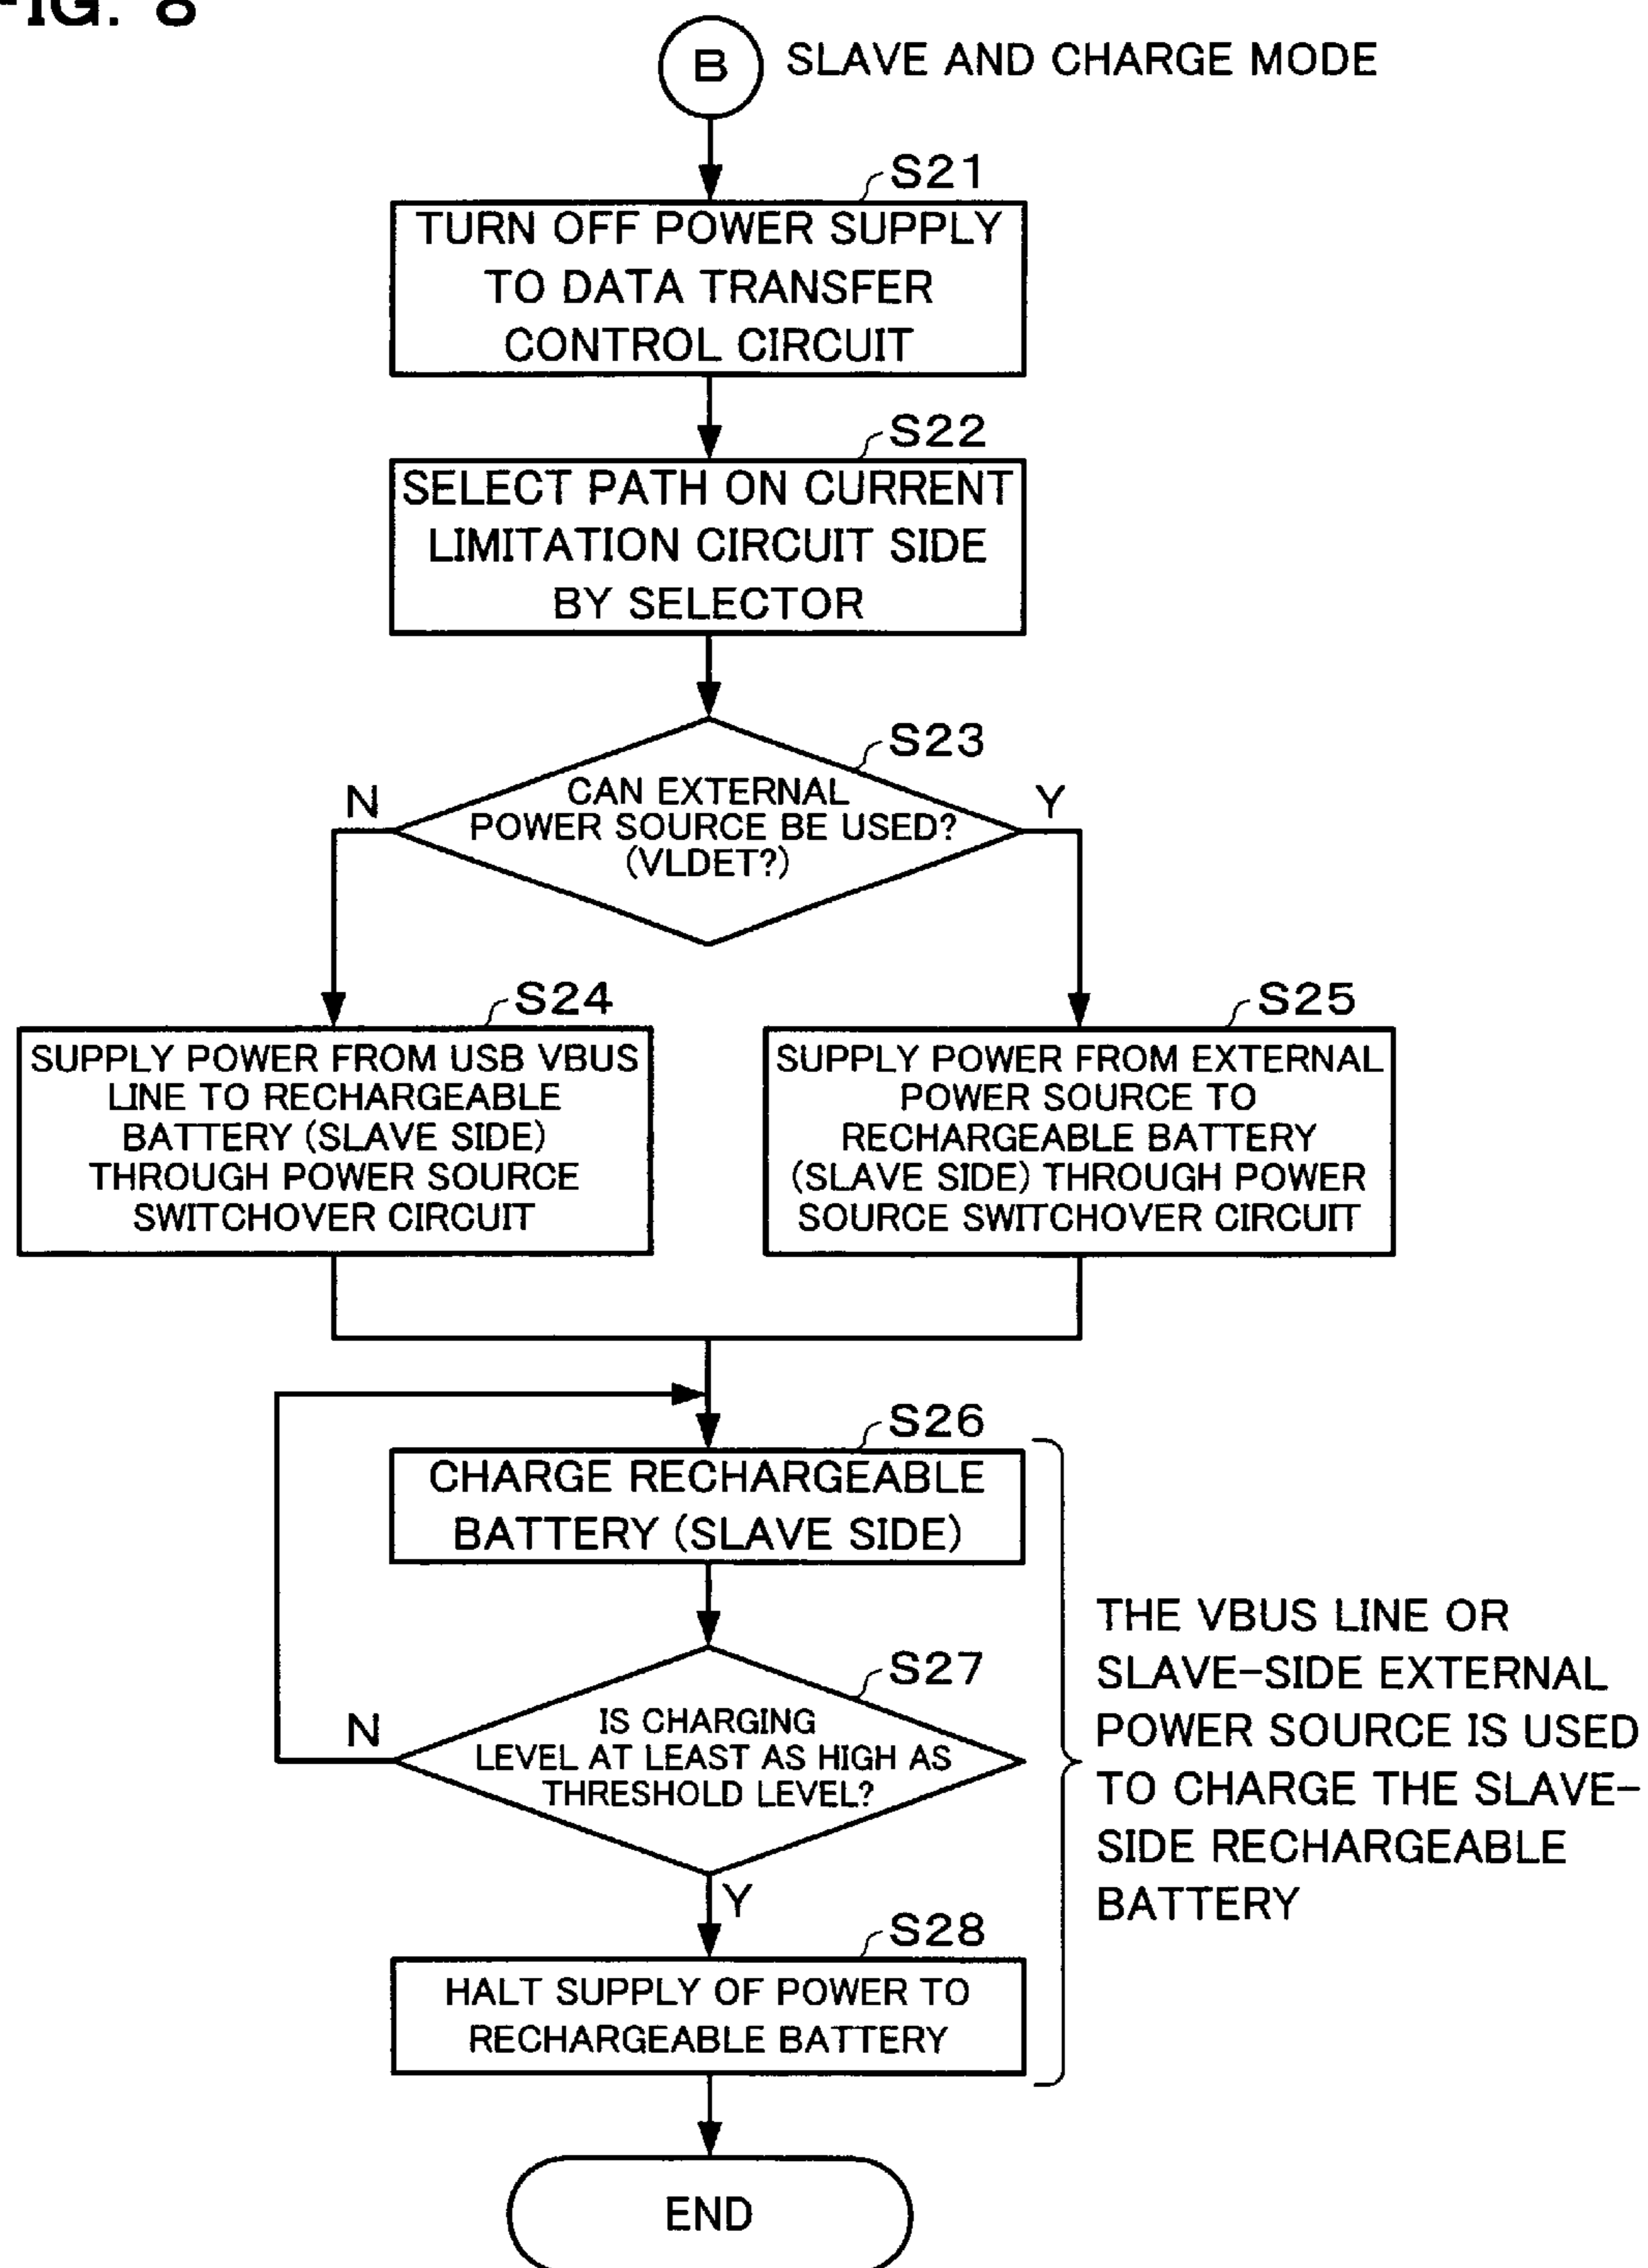 FIG. 8
B
SLAVE AND CHARGE MODE
S21
TURN OFF POWER SUPPLY
TO DATA TRANSFER
CONTROL CIRCUIT
S22
SELECT PATH ON CURRENT
LIMITATION CIRCUIT SIDE
BY SELECTOR
S23
CAN EXTERNAL
POWER SOURCE BE USED?
(VLDET?)
N
Y
S24
SUPPLY POWER FROM USB VBUS
LINE TO RECHARGEABLE
BATTERY (SLAVE SIDE)
THROUGH POWER SOURCE
SWITCHOVER CIRCUIT
S25
SUPPLY POWER FROM EXTERNAL
POWER SOURCE TO
RECHARGEABLE BATTERY
(SLAVE SIDE) THROUGH POWER
SOURCE SWITCHOVER CIRCUIT
S26
CHARGE RECHARGEABLE
BATTERY (SLAVE SIDE)
S27
IS CHARGING
LEVEL AT LEAST AS HIGH AS
THRESHOLD LEVEL?
N
Y
S28
HALT SUPPLY OF POWER TO
RECHARGEABLE BATTERY
THE VBUS LINE OR
SLAVE-SIDE EXTERNAL
POWER SOURCE IS USED
TO CHARGE THE SLAVE-
SIDE RECHARGEABLE
BATTERY
END